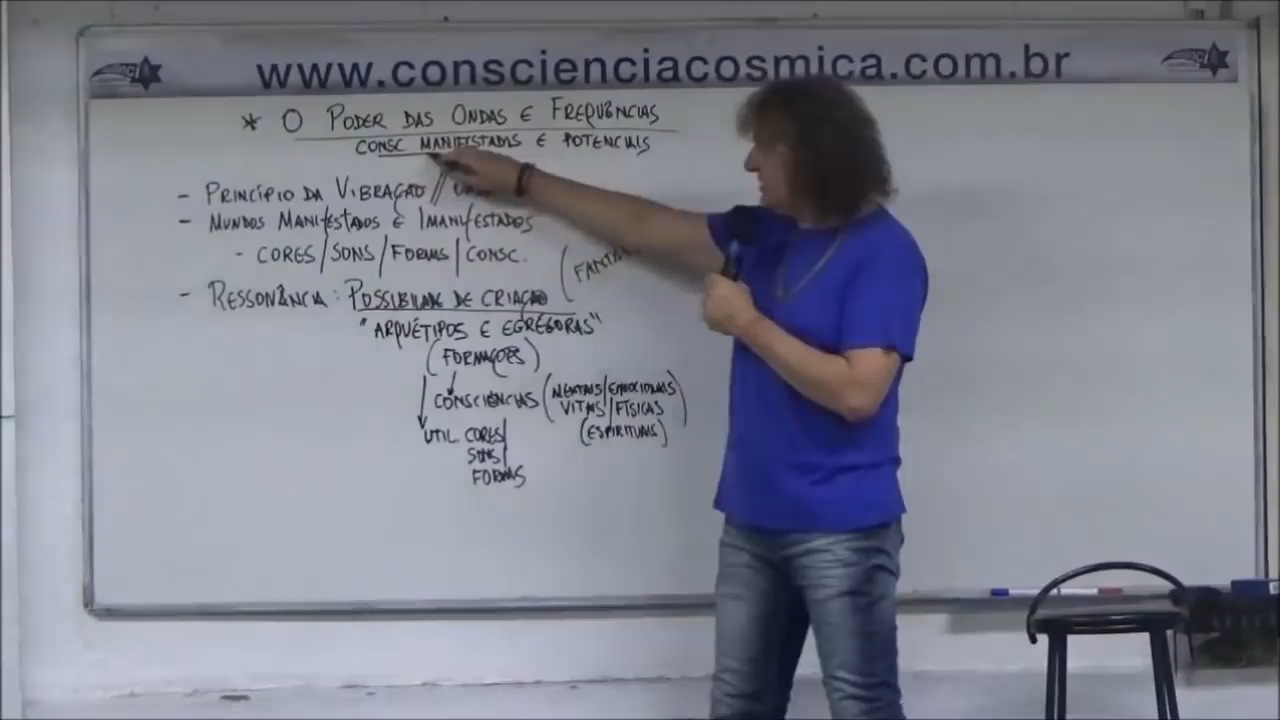 www.conscienciacosmica.com.br
* O PODER DAS ONDAS E FREQUÊNCIAS
CONSC MANIFESTADAS E POTENCIAIS
- PRINCÍPIO DA VIBRAÇÃO //
- MUNDOS MANIFESTADOS E IMANIFESTADOS
- CORES/SONS/FORMAS/CONSC.
- RESSONÂNCIA: POSSIBILIDADE DE CRIAÇÃO
"ARQUÉTIPOS E EGRÉGORAS"
(FORMAÇÕES)
CONSCIÊNCIAS (MENTAIS/EMOCIONAIS
VITAIS/FÍSICAS
(ESPIRITUAIS)
UTIL. CORES/
SONS/
FORMAS